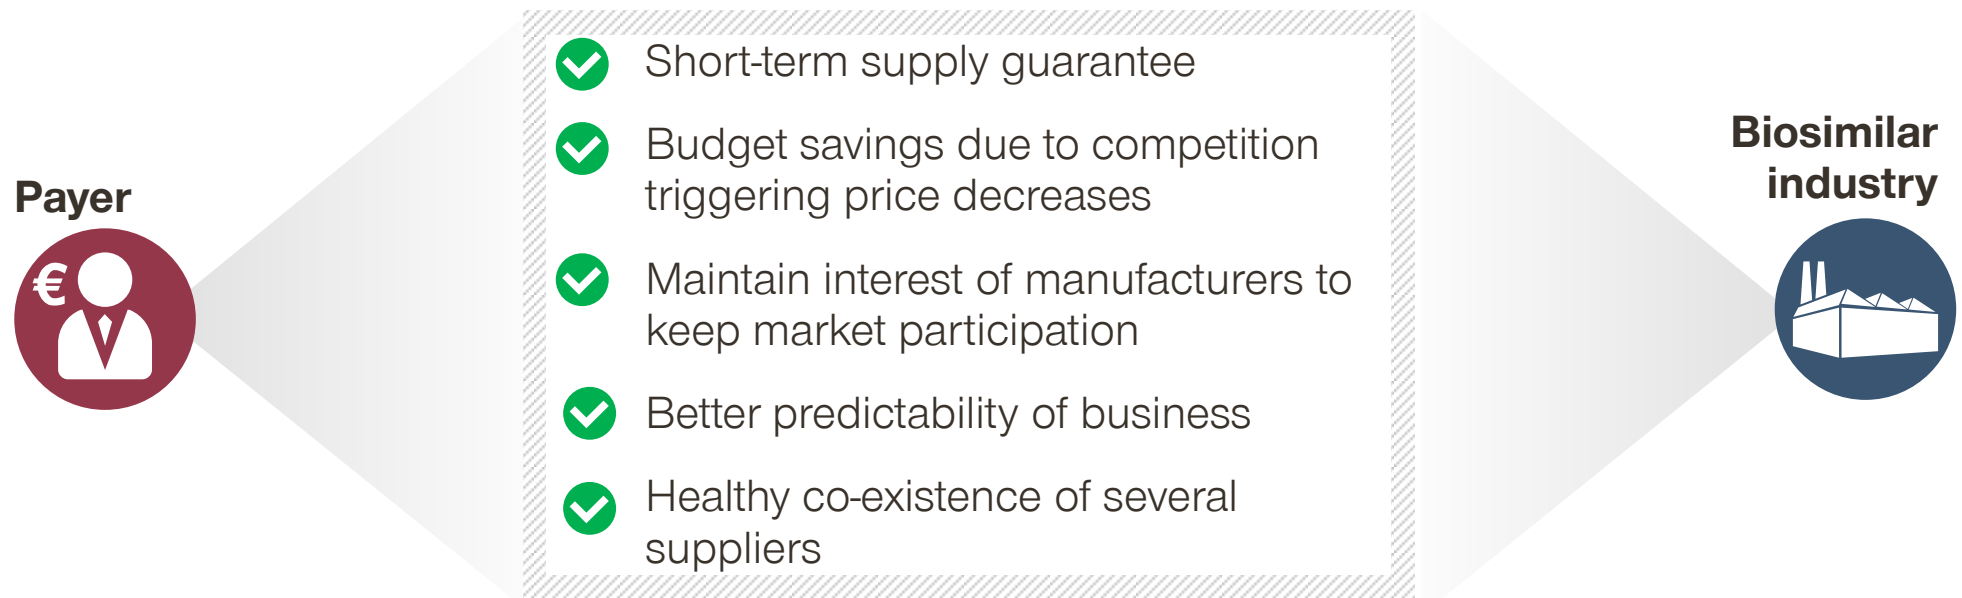 Payer
€
Short-term supply guarantee
Budget savings due to competition
triggering price decreases
Maintain interest of manufacturers to
keep market participation
Better predictability of business
Healthy co-existence of several
suppliers
Biosimilar
industry